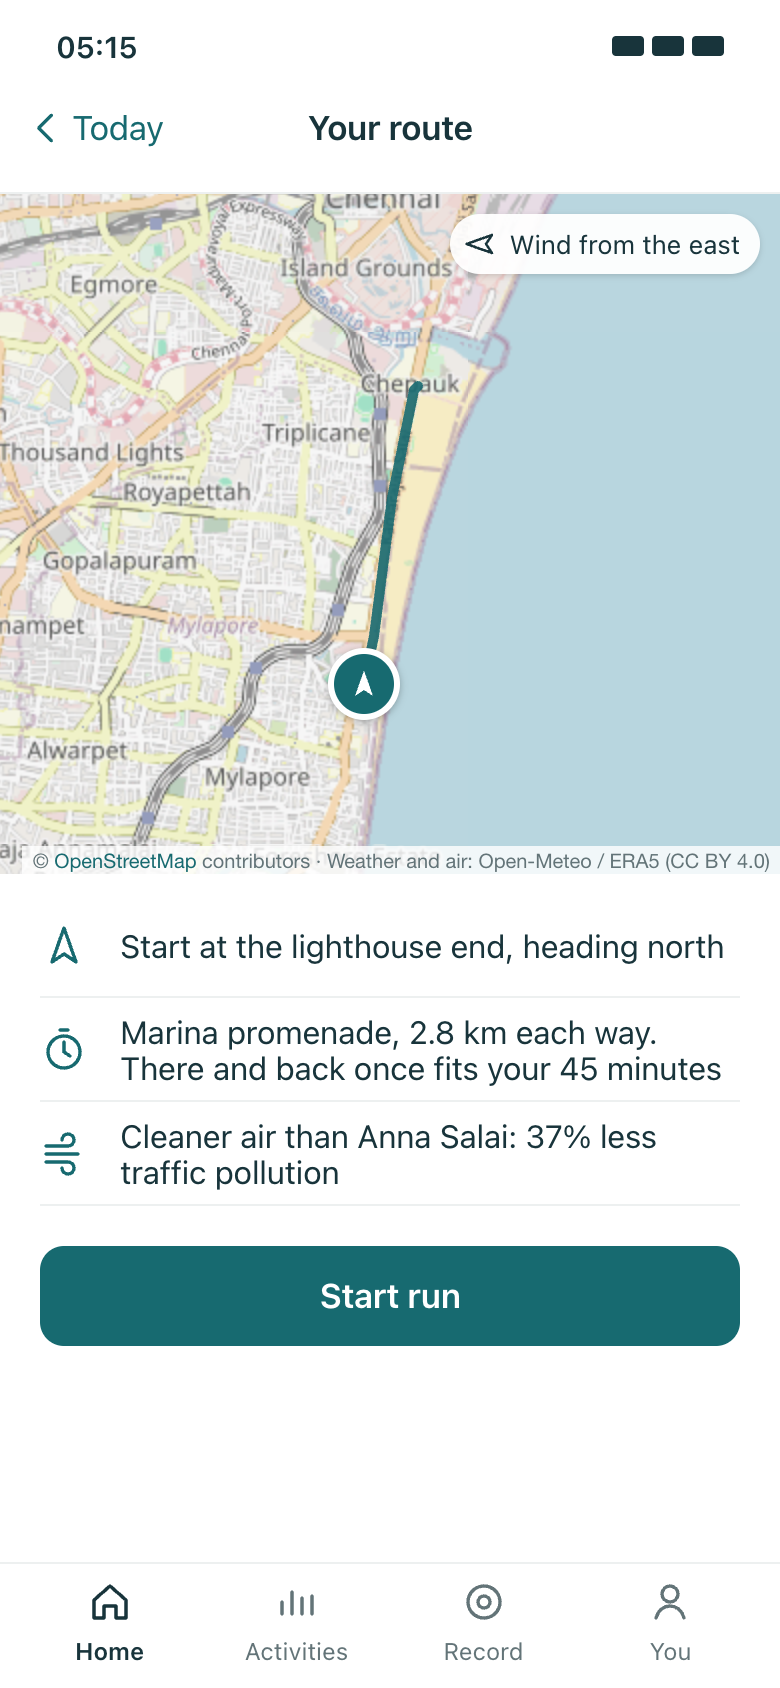 05:15
Today
Your route
Chennai
Expressway
Wind from the east
Island Grounds
Egmore
Chenna
Chepauk
Triplicane
Thousand Lights
Royapettah
Gopalapuram
nampet
Mylapore
Alwarpet
Mylapore
© OpenStreetMap contributors · Weather and air: Open-Meteo / ERA5 (CC BY 4.0)
Start at the lighthouse end, heading north
Marina promenade, 2.8 km each way.
There and back once fits your 45 minutes
Cleaner air than Anna Salai: 37% less
traffic pollution
Start run
Home
Activities
Record
You